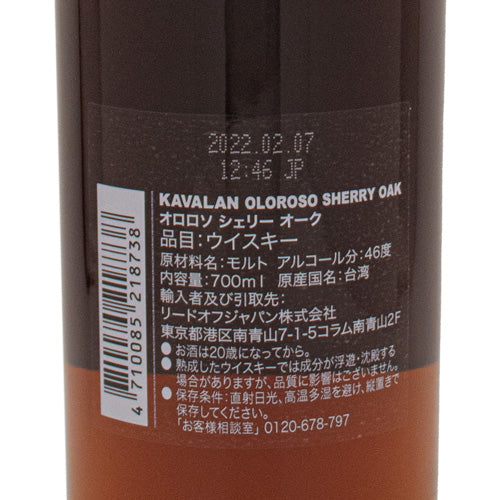 2022.02.07
12:46 JP
KAVALAN OLOROSO SHERRY OAK
オロロソ シェリー オーク
品目:ウイスキー
原材料名:モルト アルコール分:46度
内容量:700ml 原産国名:台湾
輸入者及び引取先:
リードオフジャパン株式会社
東京都港区南青山7-1-5コラム南青山2F
●お酒は20歳になってから。
●熟成したウイスキーでは成分が浮遊・沈殿する
場合がありますが、品質に影響はございません。
●保存条件:直射日光、高温多湿を避け、縦置きで
保存してください。
「お客様相談室」0120-678-797
4 710085 218738